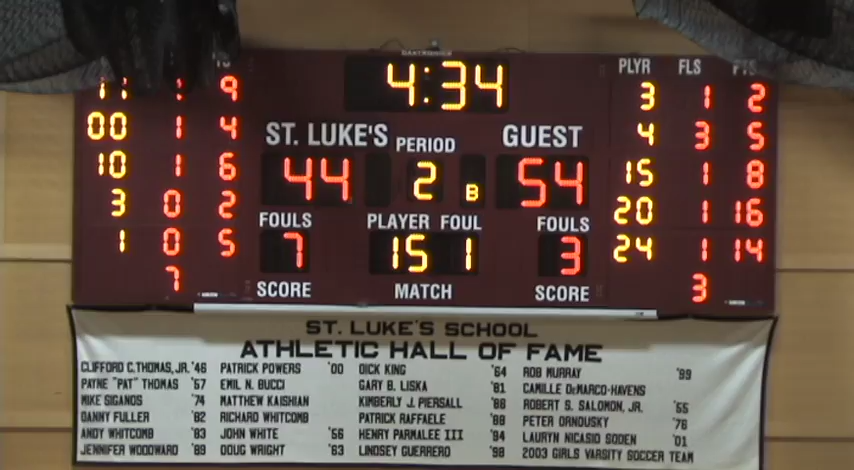 DAKTRONICS
4:34
PLYR FLS
11 1 9
3 1 2
00 1 4
ST. LUKE'S PERIOD GUEST
4 3 5
10 1 6
44 2 B 54
15 1 8
3 0 2
20 1 16
FOULS PLAYER FOUL FOULS
1 0 5
7 15 1 3
24 1 14
7
SCORE MATCH SCORE
3
ST. LUKE'S SCHOOL
ATHLETIC HALL OF FAME
CLIFFORD C.THOMAS, JR. '46 PATRICK POWERS '00 DICK KING '64 ROB MURRAY '99
PAYNE "PAT" THOMAS '57 EMIL N. BUCCI GARY B. LISKA '81 CAMILLE DeMARCO-HAVENS
MIKE SIGANOS '74 MATTHEW KAISHIAN KIMBERLY J. PIERSALL '88 ROBERT S. SALOMON, JR. '55
DANNY FULLER '82 RICHARD WHITCOMB PATRICK RAFFAELE '89 PETER ORNOUSKY '76
ANDY WHITCOMB '83 JOHN WHITE '56 HENRY PARMALEE III '94 LAURYN NICASIO SODEN '01
JENNIFER WOODWARD '89 DOUG WRIGHT '63 LINDSEY GUERRERO '98 2003 GIRLS VARSITY SOCCER TEAM